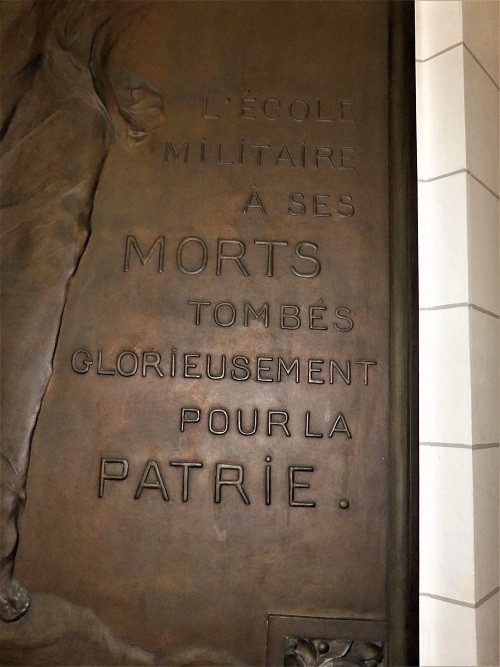 L'ÉCOLE
MILITAIRE
À SES
MORTS
TOMBÉS
GLORIEUSEMENT
POUR LA
PATRIE.